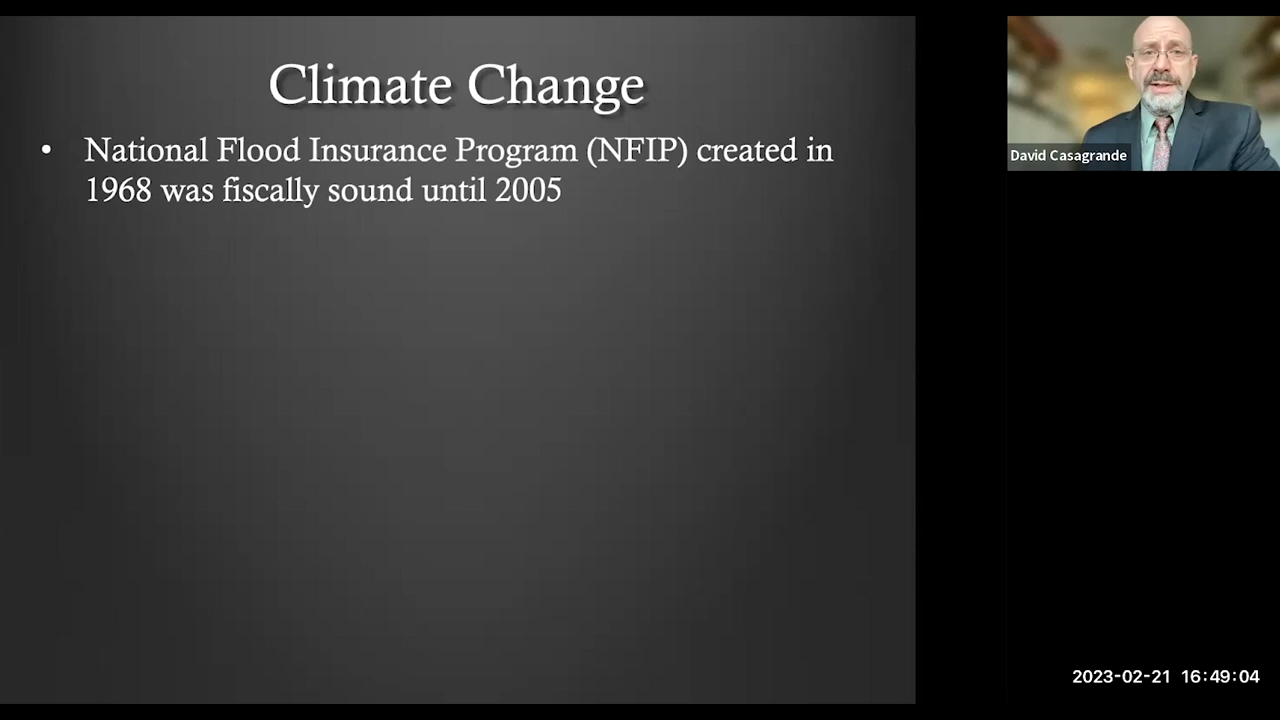 Climate Change
• National Flood Insurance Program (NFIP) created in
1968 was fiscally sound until 2005
David Casagrande
2023-02-21 16:49:04